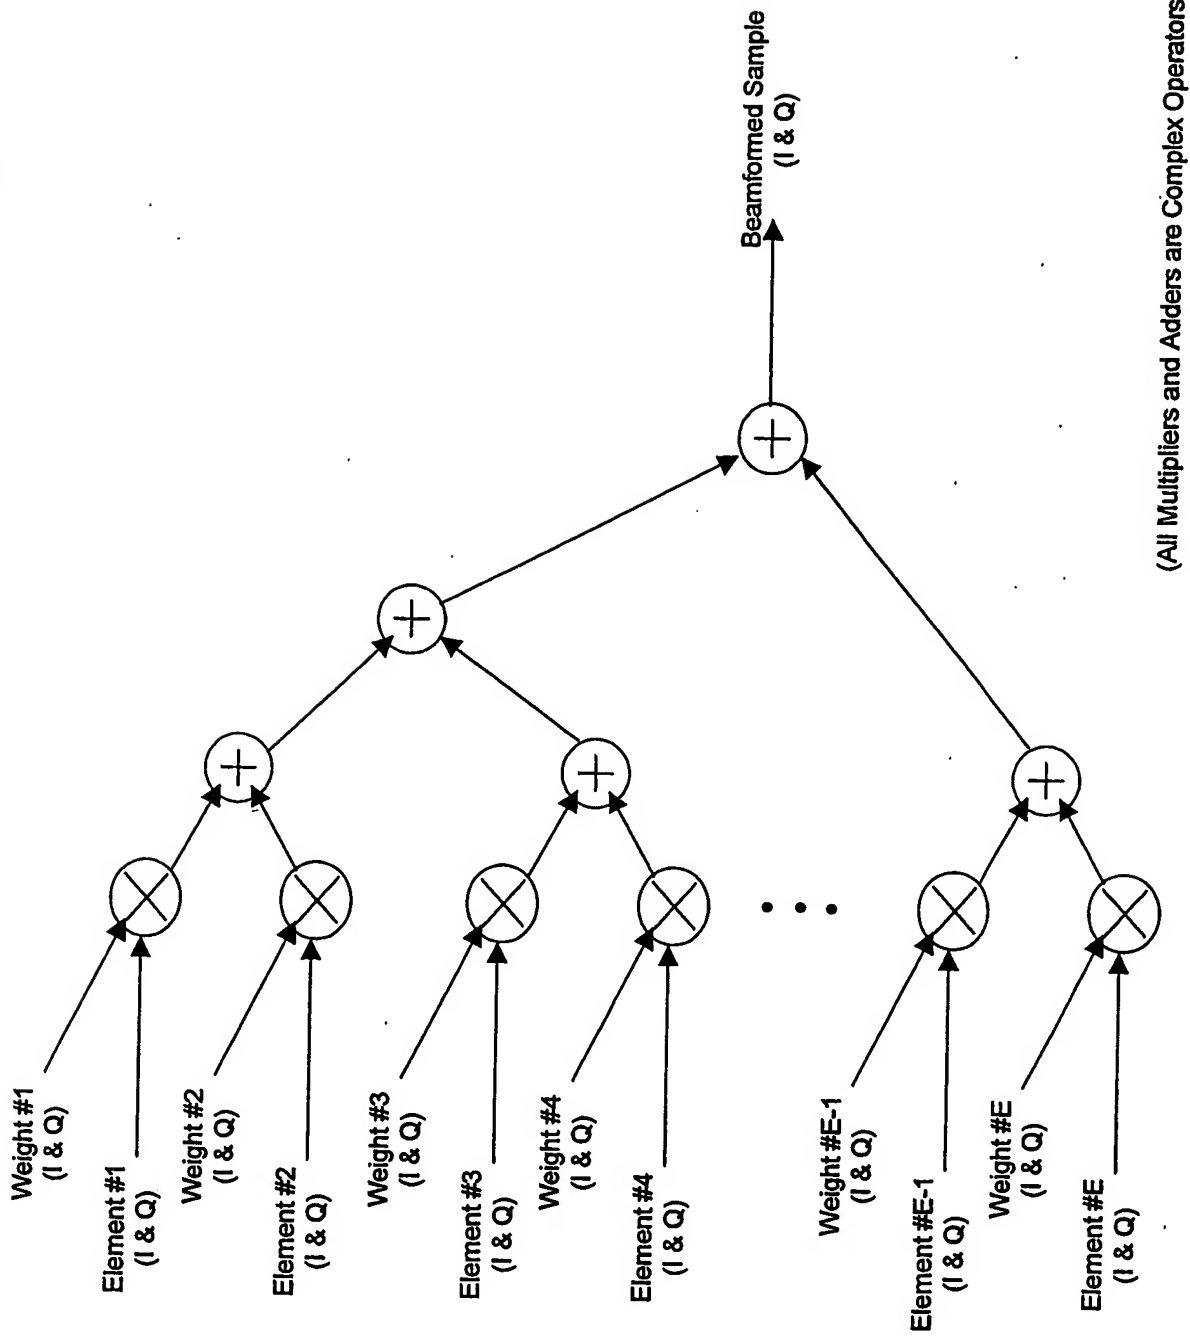 Weight #1
(I & Q)
Element #1
(I & Q)
Weight #2
(I & Q)
Element #2
(I & Q)
Weight #3
(I & Q)
Element #3
(I & Q)
Weight #4
(I & Q)
Element #4
(I & Q)
Weight #E-1
(I & Q)
Element #E-1
(I & Q)
Weight #E
(I & Q)
Element #E
(I & Q)
Beamformed Sample
(I & Q)
(All Multipliers and Adders are Complex Operators